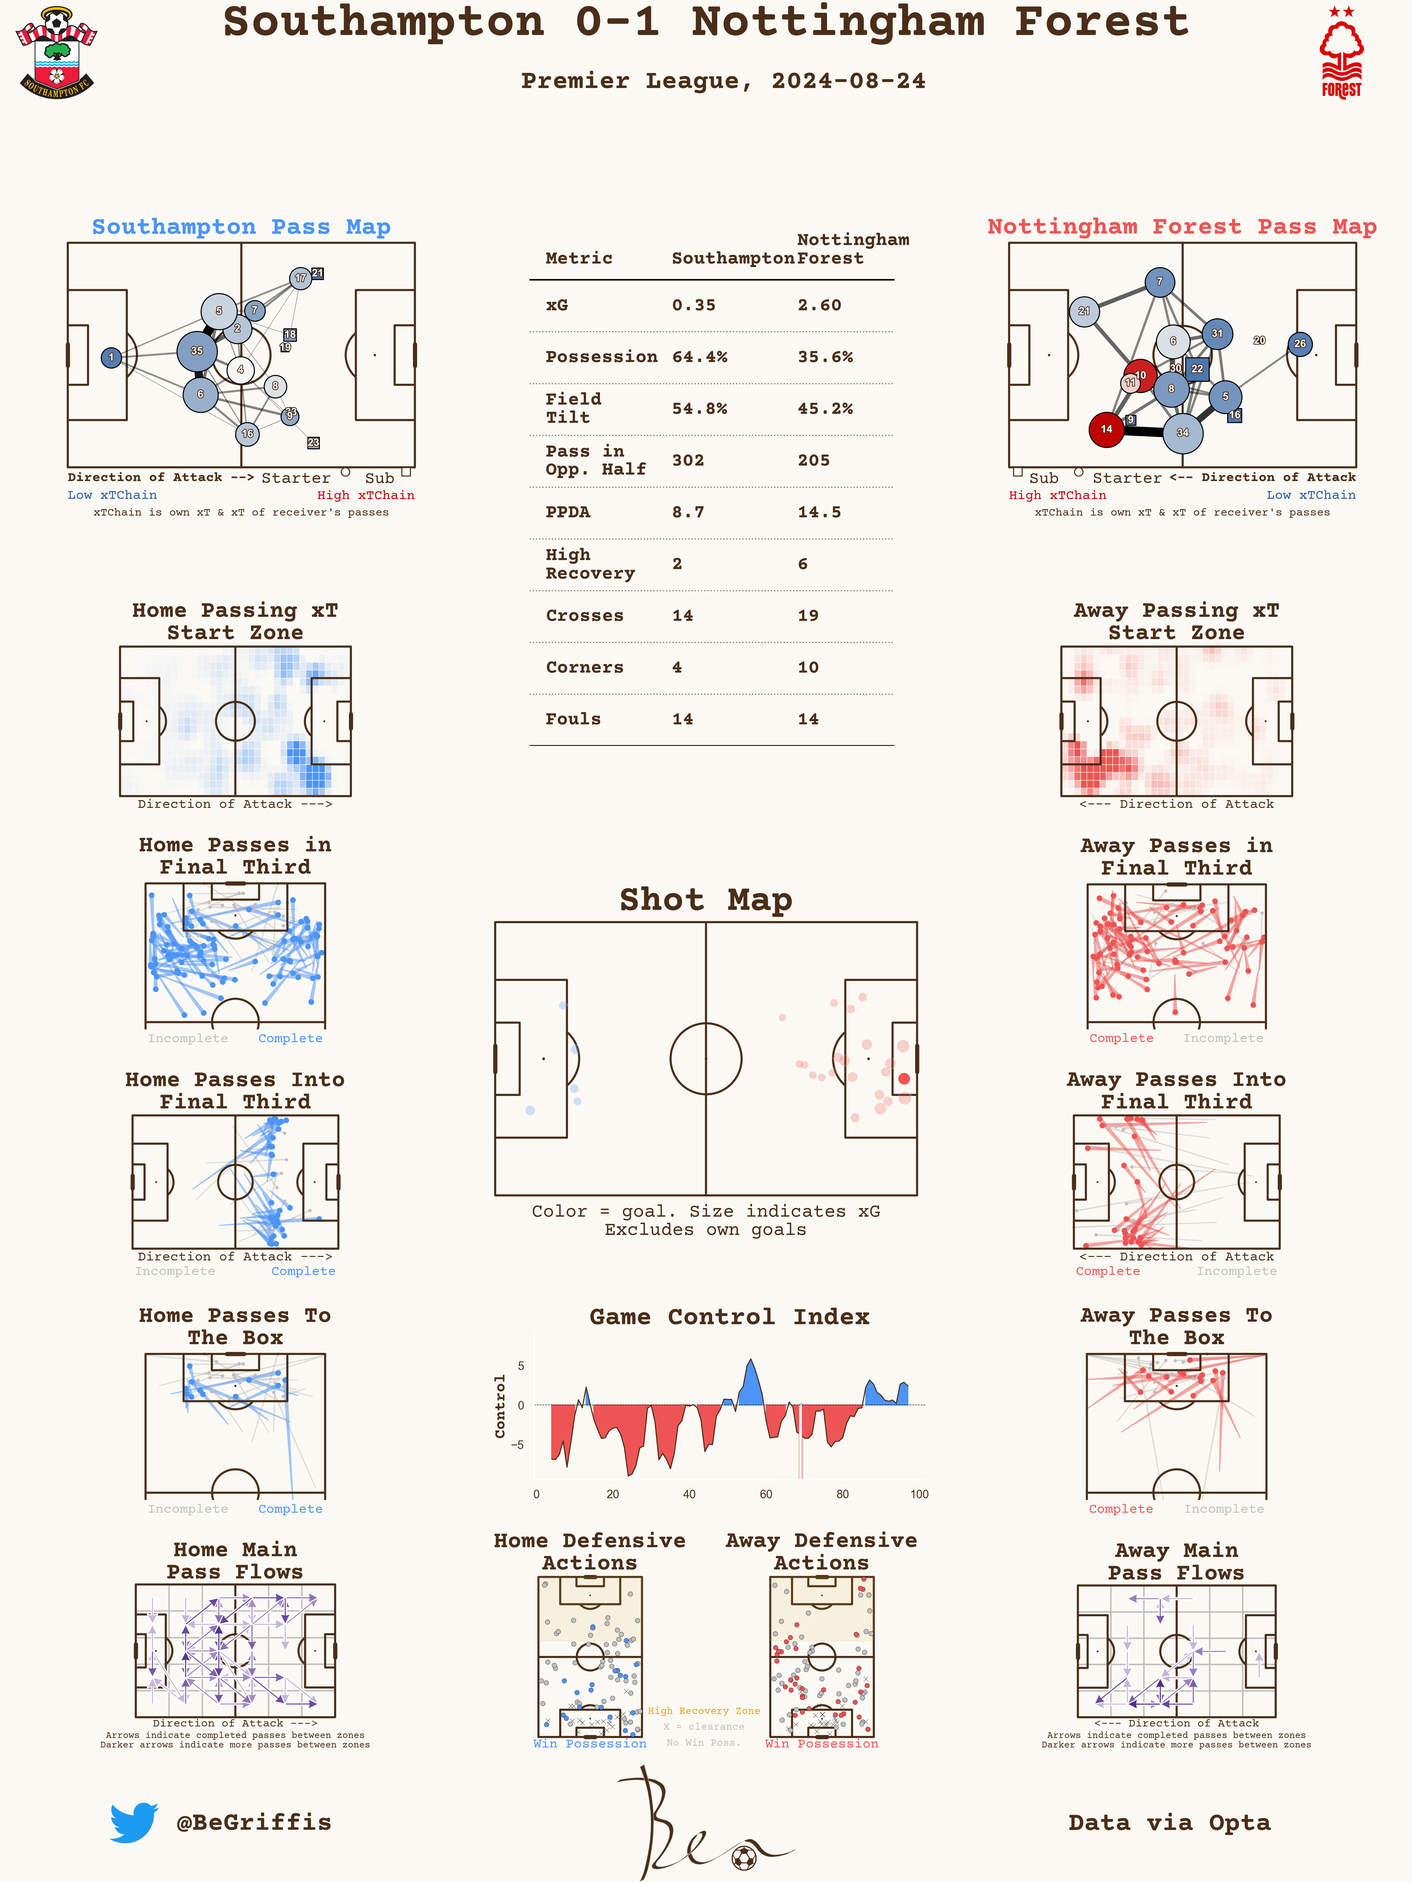 Southampton 0-1 Nottingham Forest
Premier League, 2024-08-24
SOUTHAMPTON FC
FOREST
Southampton Pass Map
17
21
5
7
2
18
19
35
1
4
8
6
9
16
23
Direction of Attack -->
Starter
Sub
Low xTChain
High xTChain
xTChain is own xT & xT of receiver's passes
Metric Southampton Nottingham Forest
xG 0.35 2.60
Possession 64.4% 35.6%
Field Tilt 54.8% 45.2%
Pass in Opp. Half 302 205
PPDA 8.7 14.5
High Recovery 2 6
Crosses 14 19
Corners 4 10
Fouls 14 14
Nottingham Forest Pass Map
7
21
31
6
20
26
30
22
10
11
8
5
16
9
14
34
Sub
Starter
<-- Direction of Attack
High xTChain
Low xTChain
xTChain is own xT & xT of receiver's passes
Home Passing xT
Start Zone
Direction of Attack --->
Away Passing xT
Start Zone
<--- Direction of Attack
Home Passes in
Final Third
Incomplete
Complete
Away Passes in
Final Third
Complete
Incomplete
Shot Map
Color = goal. Size indicates xG
Excludes own goals
Home Passes Into
Final Third
Direction of Attack --->
Incomplete
Complete
Away Passes Into
Final Third
<--- Direction of Attack
Complete
Incomplete
Home Passes To
The Box
Incomplete
Complete
Game Control Index
Control
5
0
−5
0
20
40
60
80
100
Away Passes To
The Box
Complete
Incomplete
Home Main
Pass Flows
Direction of Attack --->
Arrows indicate completed passes between zones
Darker arrows indicate more passes between zones
Home Defensive
Actions
Win Possession
Away Defensive
Actions
Win Possession
High Recovery Zone
X = clearance
No Win Poss.
Away Main
Pass Flows
<--- Direction of Attack
Arrows indicate completed passes between zones
Darker arrows indicate more passes between zones
@BeGriffis
Ben
Data via Opta